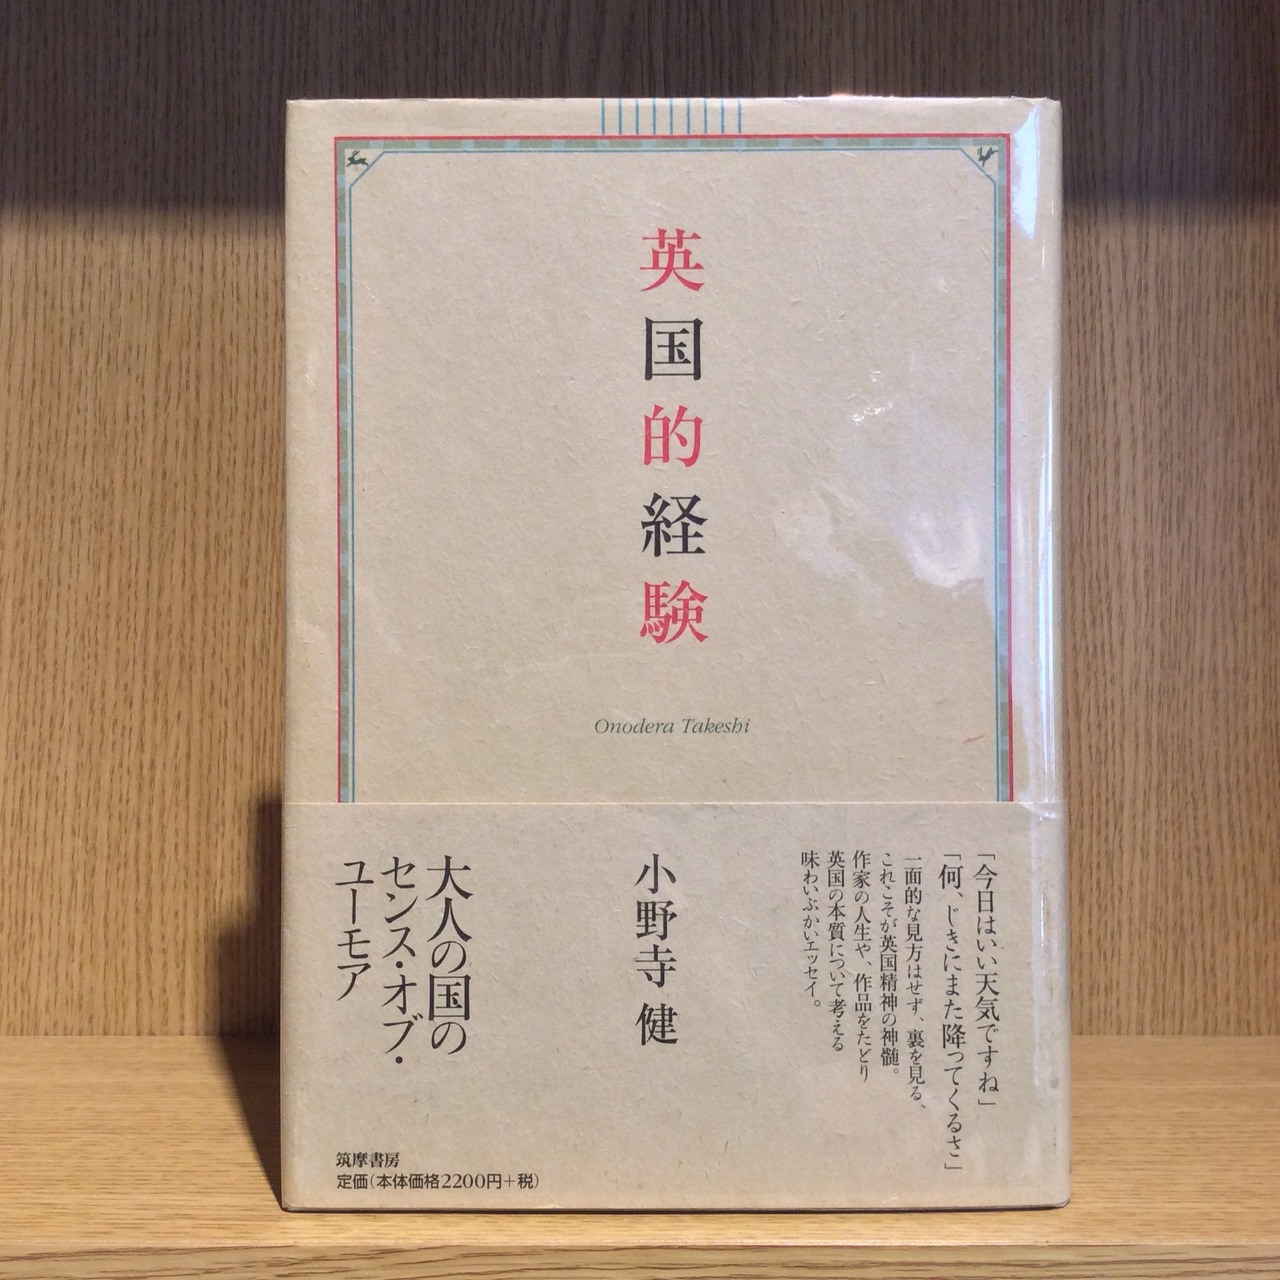 英国的経験
Onodera Takeshi
「今日はいい天気ですね」
「何、じきにまた降ってくるさ」
一面的な見方はせず、裏を見る、
これこそが英国精神の神髄。
作家の人生や、作品をたどり
英国の本質について考える
味わいぶかいエッセイ。
小野寺 健
大人の国の
センス・オブ・
ユーモア
筑摩書房
定価(本体価格2200円+税)